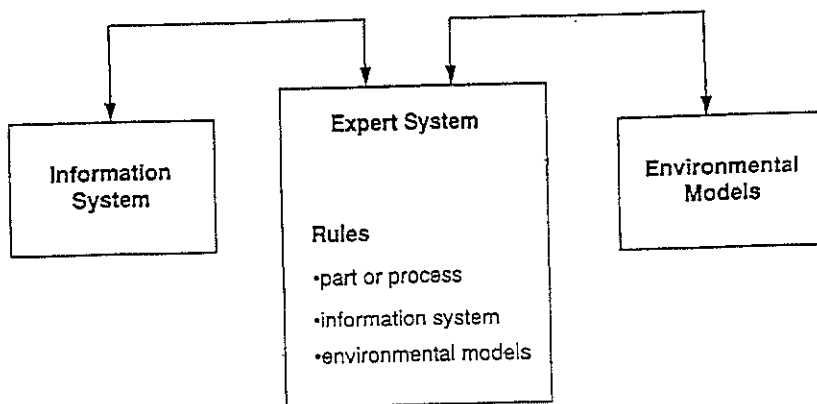 Information
System
Expert System
Rules
•part or process
•information system
•environmental models
Environmental
Models